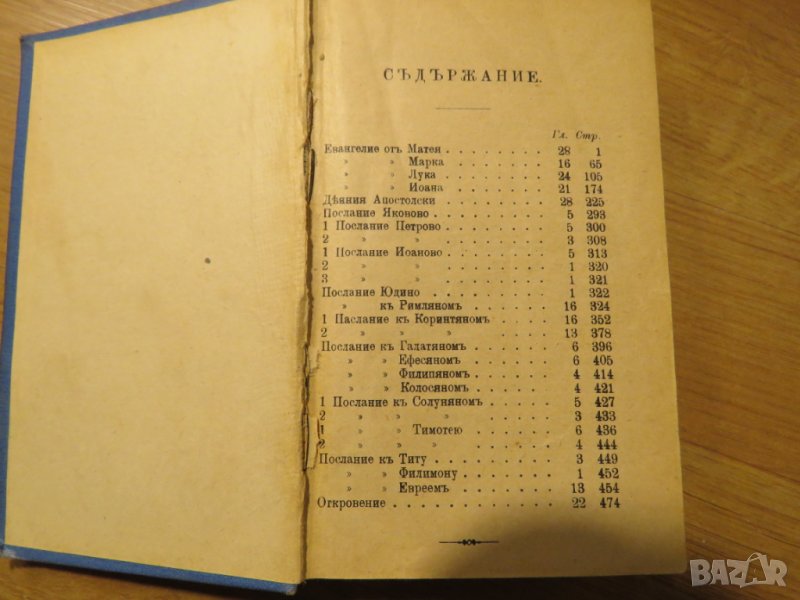 СЪДЪРЖАНИЕ.
Гл. Стр.
Евангелие отъ Матея . . . . . . . . 28 1
» » Марка . . . . . . . . 16 65
» » Лука . . . . . . . . 24 105
» » Иоана . . . . . . . . 21 174
Дѣяния Апостолски . . . . . . . . 28 225
Послание Яковово . . . . . . . . 5 293
1 Послание Петрово . . . . . . . . 5 300
2 » » . . . . . . . . 3 308
1 Послание Иоаново . . . . . . . . 5 313
2 » » . . . . . . . . 1 320
3 » » . . . . . . . . 1 321
Послание Юдино . . . . . . . . 1 322
» къ Римляномъ . . . . . . 16 324
1 Паслание къ Коринтяномъ . . . . . 16 352
2 » » » . . . . . 13 378
Послание къ Гадатяномъ . . . . . . 6 396
» » Ефесяномъ . . . . . . 6 405
» » Филипяномъ . . . . . . 4 414
» » Колосяномъ . . . . . . 4 421
1 Послание къ Солуняномъ . . . . . . 5 427
2 » » » . . . . . . 3 433
1 » » Тимотею . . . . . . 6 436
2 » » » . . . . . . 4 444
Послание къ Титу . . . . . . . . 3 449
» » Филимону . . . . . . . 1 452
» » Евреемъ . . . . . . . 13 454
Откровение . . . . . . . . . . . 22 474
BAZAR